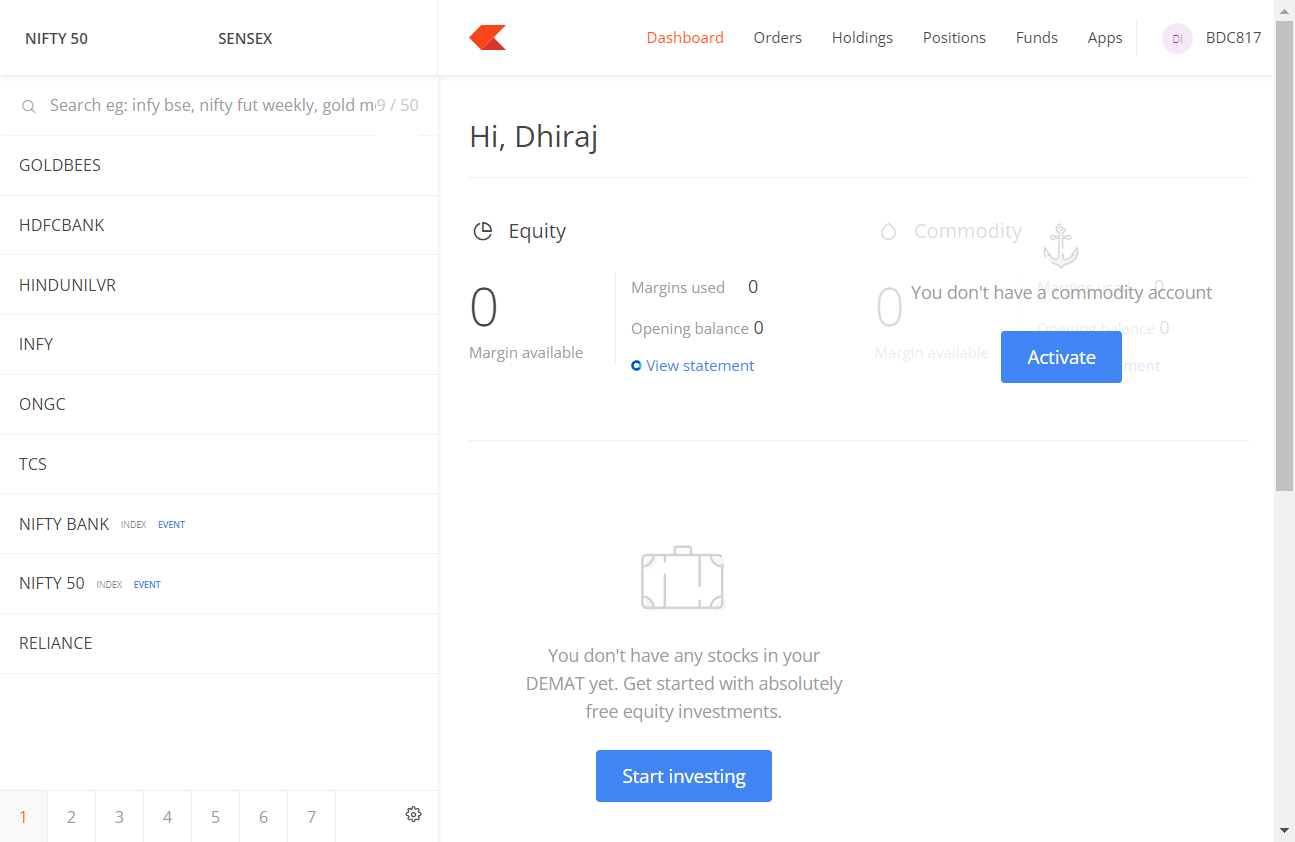 NIFTY 50
SENSEX
Dashboard
Orders
Holdings
Positions
Funds
Apps
DI
BDC817
Search eg: infy bse, nifty fut weekly, gold m
9 / 50
GOLDBEES
HDFCBANK
HINDUNILVR
INFY
ONGC
TCS
NIFTY BANK INDEX EVENT
NIFTY 50 INDEX EVENT
RELIANCE
1 2 3 4 5 6 7
Hi, Dhiraj
Equity
0
Margin available
Margins used 0
Opening balance 0
View statement
Commodity
0
Margin available
0
Opening balance 0
You don't have a commodity account
Activate
You don't have any stocks in your
DEMAT yet. Get started with absolutely
free equity investments.
Start investing